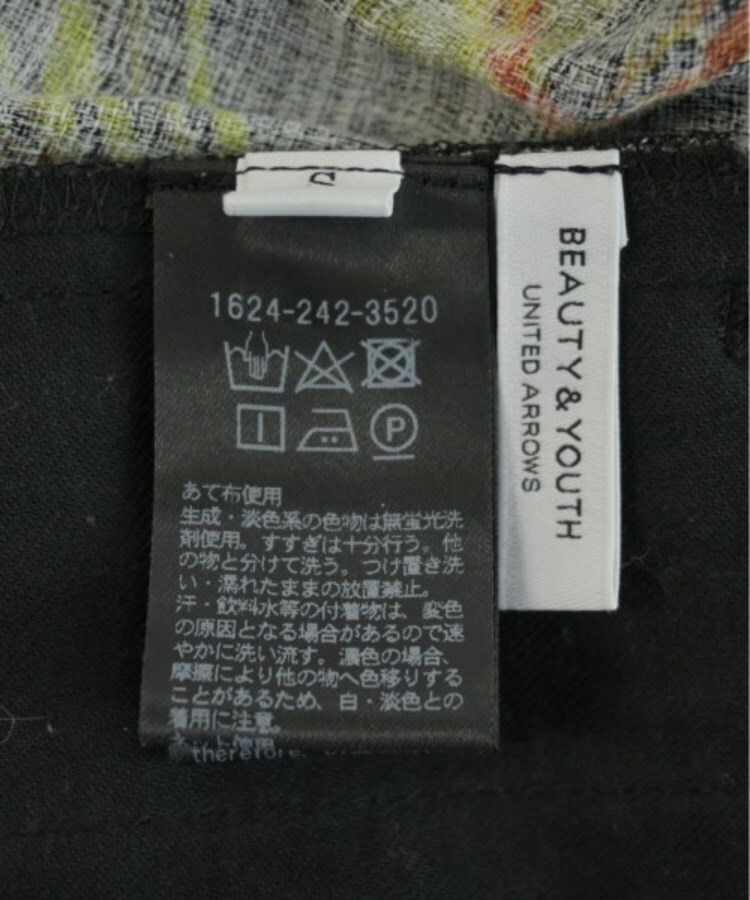 S
1624-242-3520
P
あて布使用
生成・淡色系の色物は無蛍光洗
剤使用。すすぎは十分行う。他
の物と分けて洗う。つけ置き洗
い・濡れたままの放置禁止。
汗・飲料水等の付着物は、変色
の原因となる場合があるので速
やかに洗い流す。濃色の場合、
摩擦により他の物へ色移りする
ことがあるため、白・淡色との
着用に注意。
ネット使用
therefore
BEAUTY & YOUTH
UNITED ARROWS